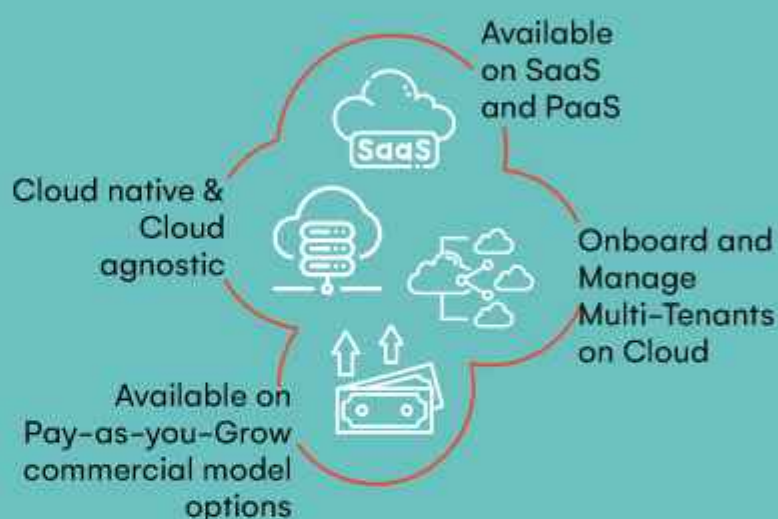 Available
on SaaS
and PaaS
SaaS
Cloud native &
Cloud
agnostic
Onboard and
Manage
Multi-Tenants
on Cloud
Available on
Pay-as-you-Grow
commercial model
options